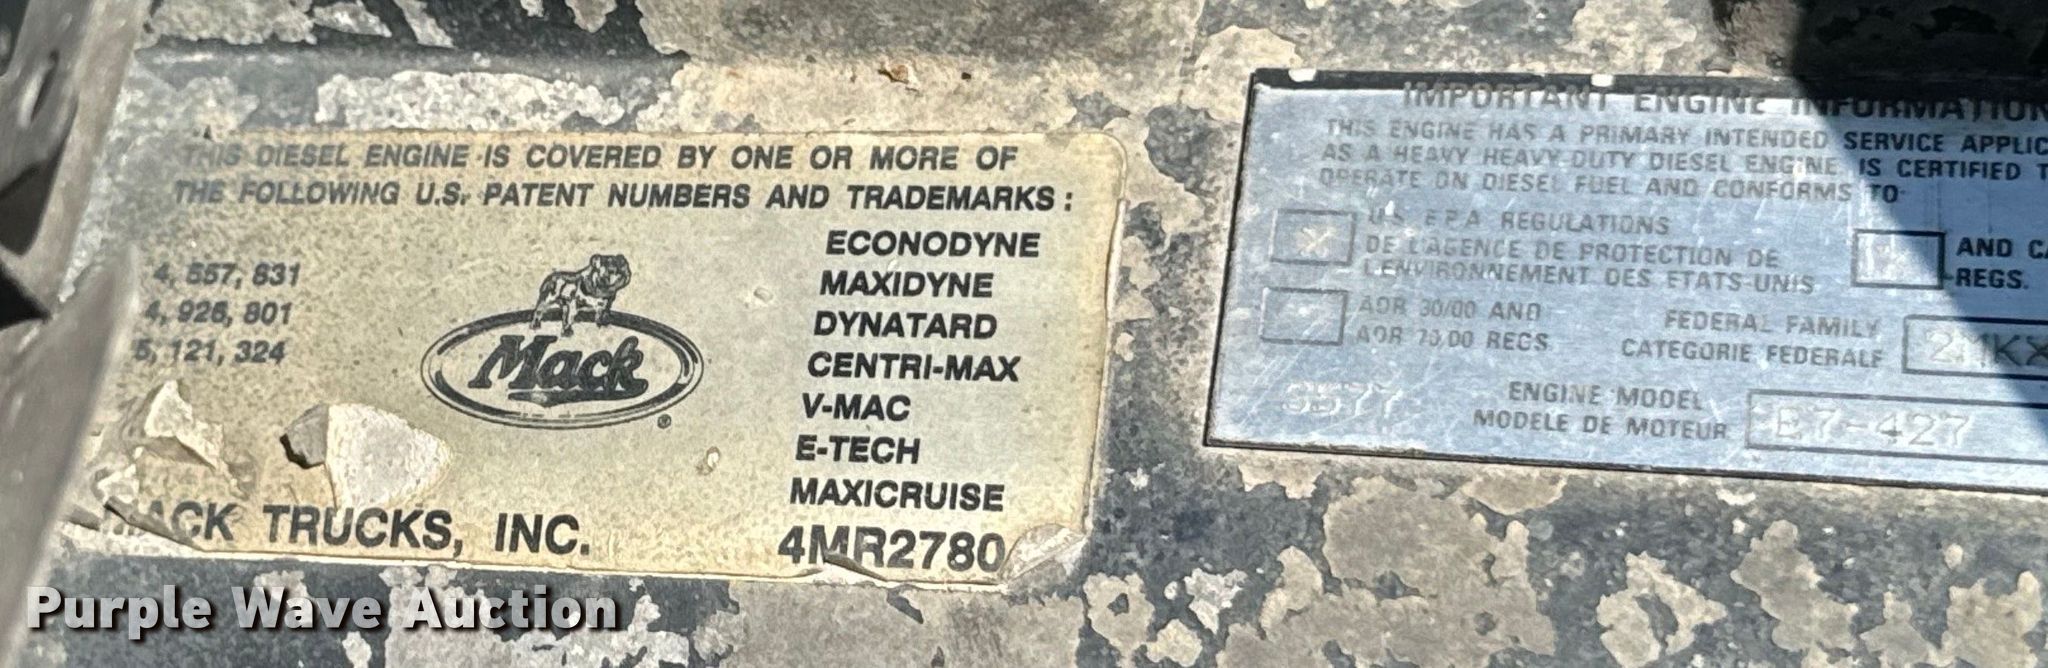 THIS DIESEL ENGINE IS COVERED BY ONE OR MORE OF
THE FOLLOWING U.S. PATENT NUMBERS AND TRADEMARKS :
4, 557, 831
4, 926, 801
5, 121, 324
Mack
®
ECONODYNE
MAXIDYNE
DYNATARD
CENTRI-MAX
V-MAC
E-TECH
MAXICRUISE
MACK TRUCKS, INC.
4MR2780
IMPORTANT ENGINE INFORMATION
THIS ENGINE HAS A PRIMARY INTENDED SERVICE APPLIC
AS A HEAVY HEAVY-DUTY DIESEL ENGINE IS CERTIFIED T
OPERATE ON DIESEL FUEL AND CONFORMS TO
U.S. E.P.A. REGULATIONS
DE L'AGENCE DE PROTECTION DE
L'ENVIRONNEMENT DES ETATS-UNIS
AND CA
REGS.
ADR 30/00 AND
ADR 70/00 REGS
FEDERAL FAMILY
CATEGORIE FEDERALE
2MKX
ENGINE MODEL
MODELE DE MOTEUR
E7-427
Purple Wave Auction